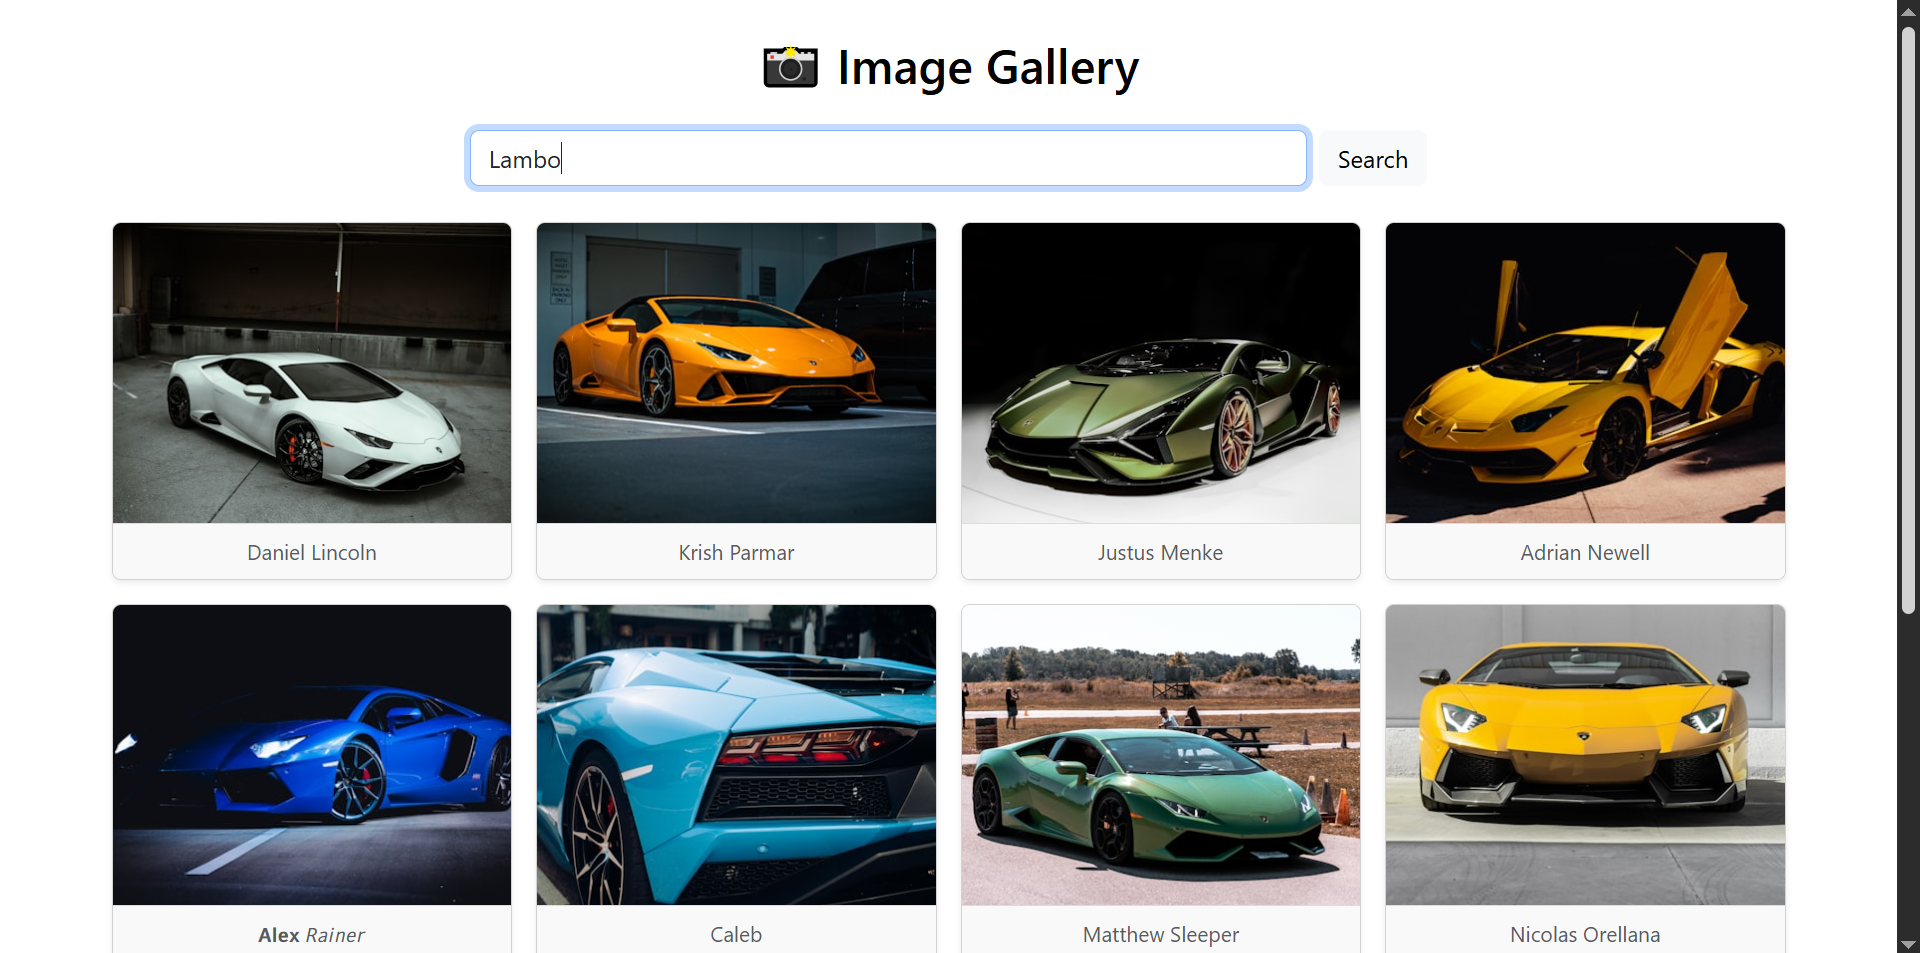 Image Gallery
Lambo
Search
Daniel Lincoln
Krish Parmar
Justus Menke
Adrian Newell
Alex Rainer
Caleb
Matthew Sleeper
Nicolas Orellana